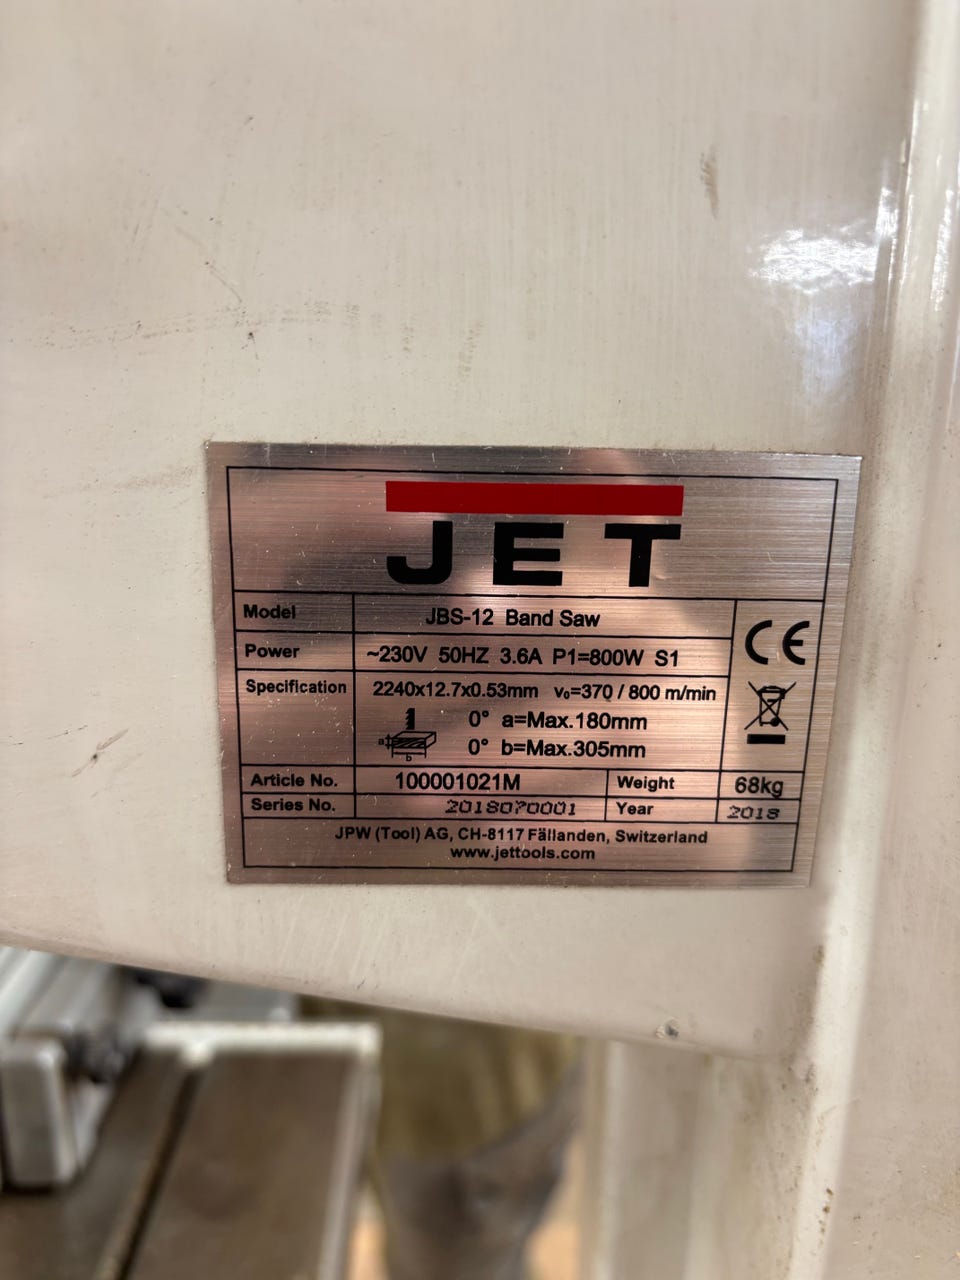 JET
Model JBS-12 Band Saw
Power ~230V 50HZ 3.6A P1=800W S1
CE
Specification 2240x12.7x0.53mm v₀=370 / 800 m/min
0° a=Max.180mm
a
0° b=Max.305mm
b
Article No. 100001021M Weight 68kg
Series No. 2018070001 Year 2018
JPW (Tool) AG, CH-8117 Fällanden, Switzerland
www.jettools.com